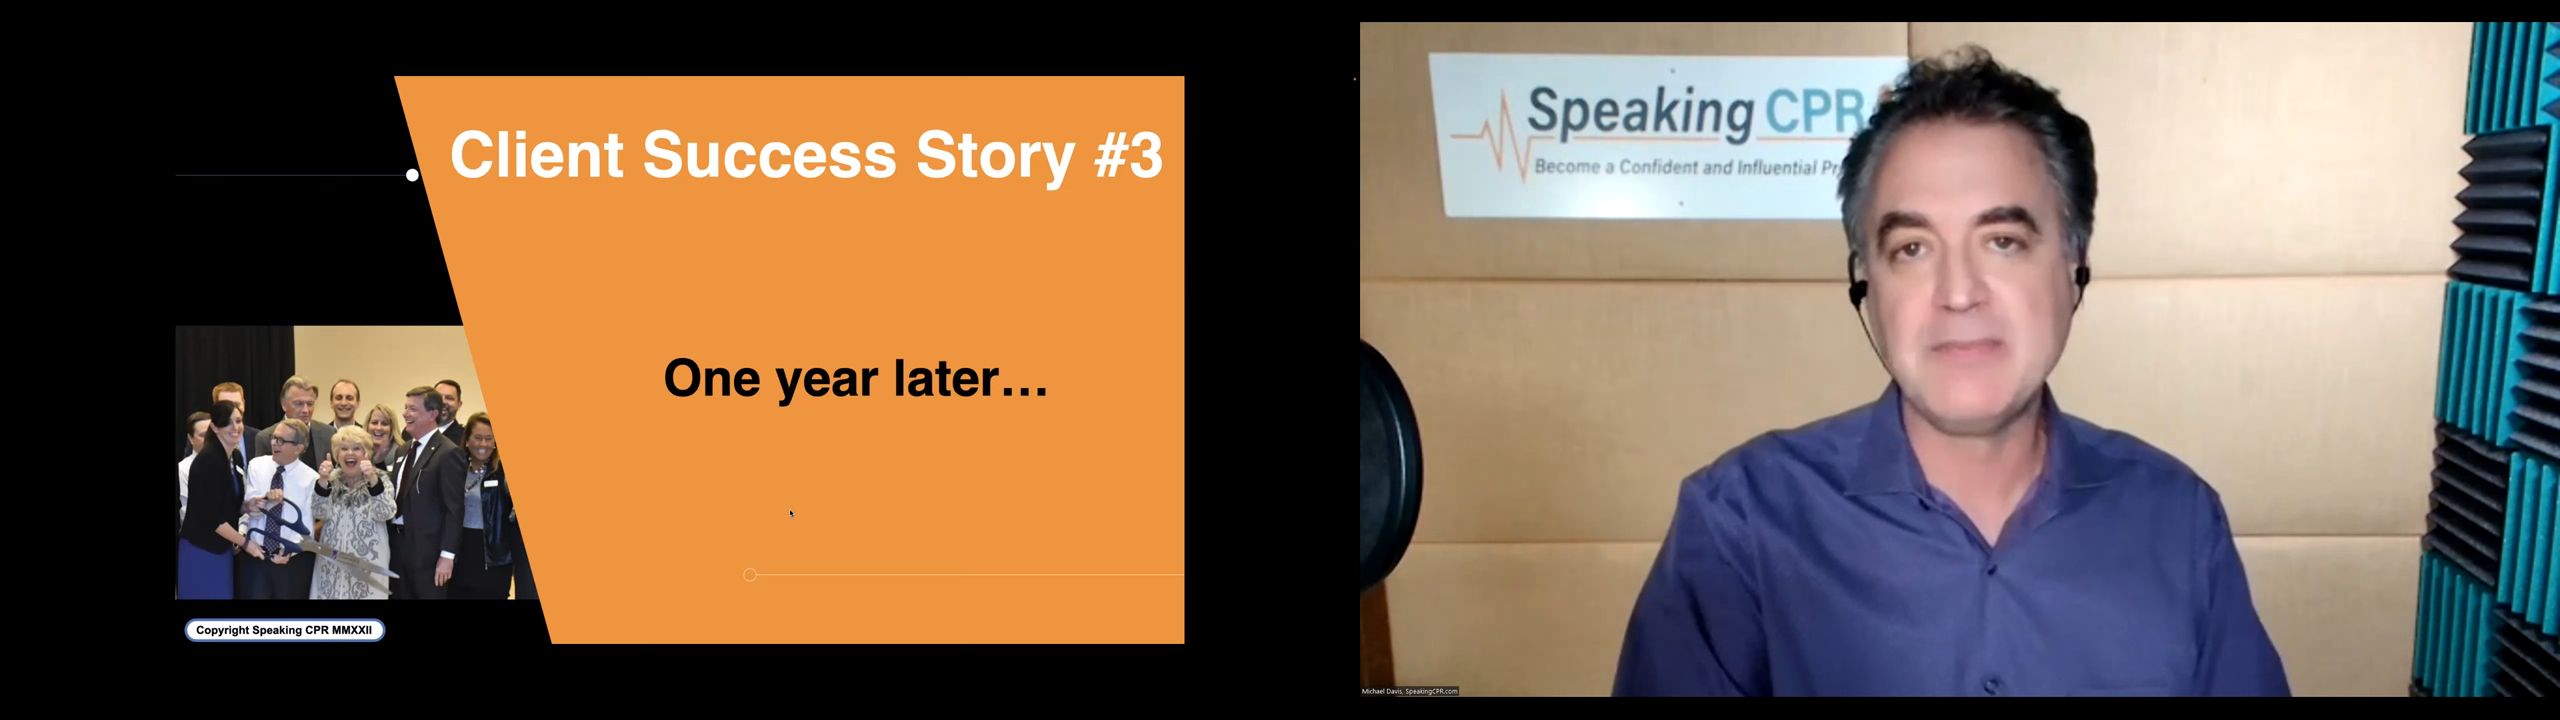 Client Success Story #3
One year later...
Copyright Speaking CPR MMXXII
Speaking CPR
Become a Confident and Influential
Michael Davis, SpeakingCPR.com